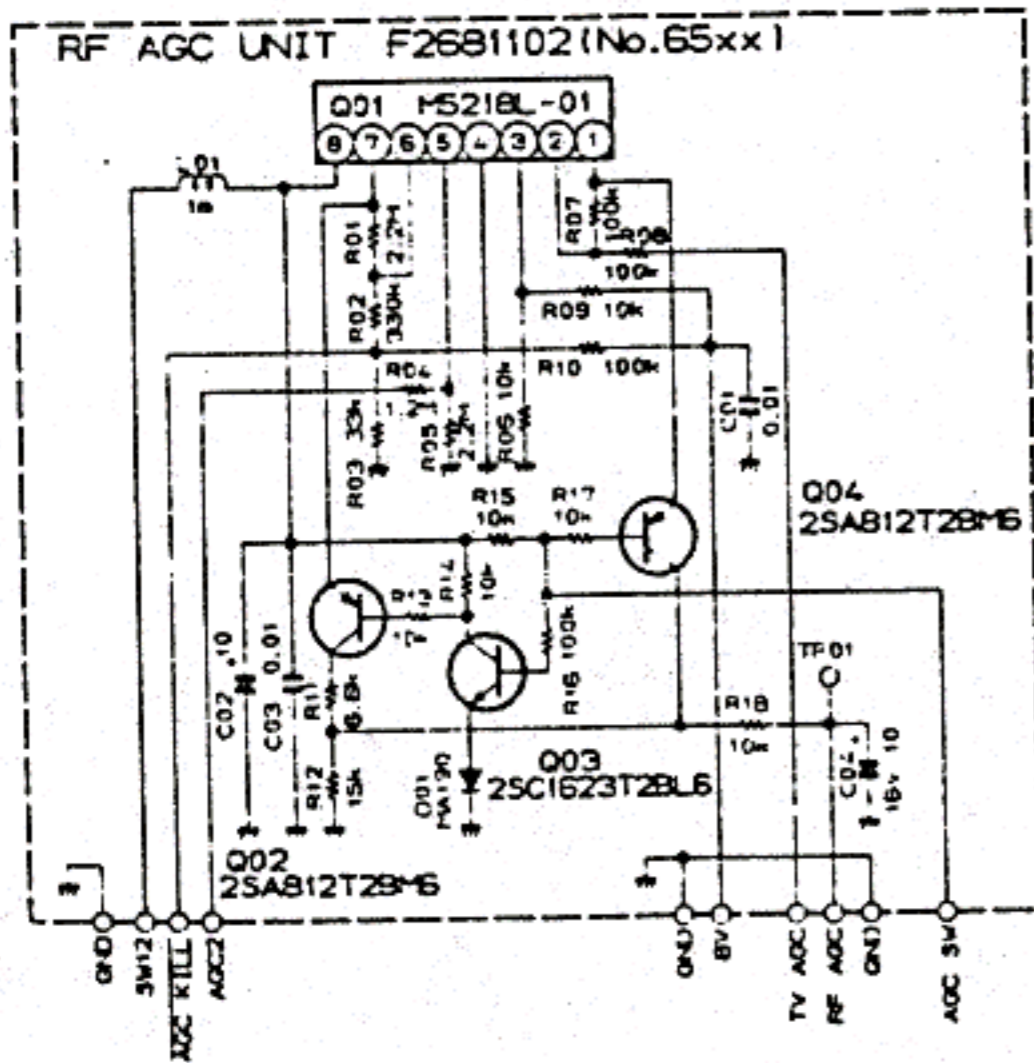 RF AGC UNIT F2681102(No.65xx)
Q01 M5218L-01
8 7 6 5 4 3 2 1
1m
R01
2.2M
R07
100k
R08
100k
R02
330k
R09 10k
R10 100k
R04
R03 33k
R05
2.2M
R06 10k
C01
0.01
R15
10k
R17
10k
Q04
2SA812T2BM6
R14
10k
R16 100k
TP01
C02 10
C03 0.01
R11
6.8k
R18
10k
R12
15k
D01
MA190
Q03
2SC1623T2BL6
C04
16v 10
Q02
2SA812T2BM6
GND
SW12
AGC KILL
AGC2
GND
8V
TV AGC
RF AGC
GND
AGC SW